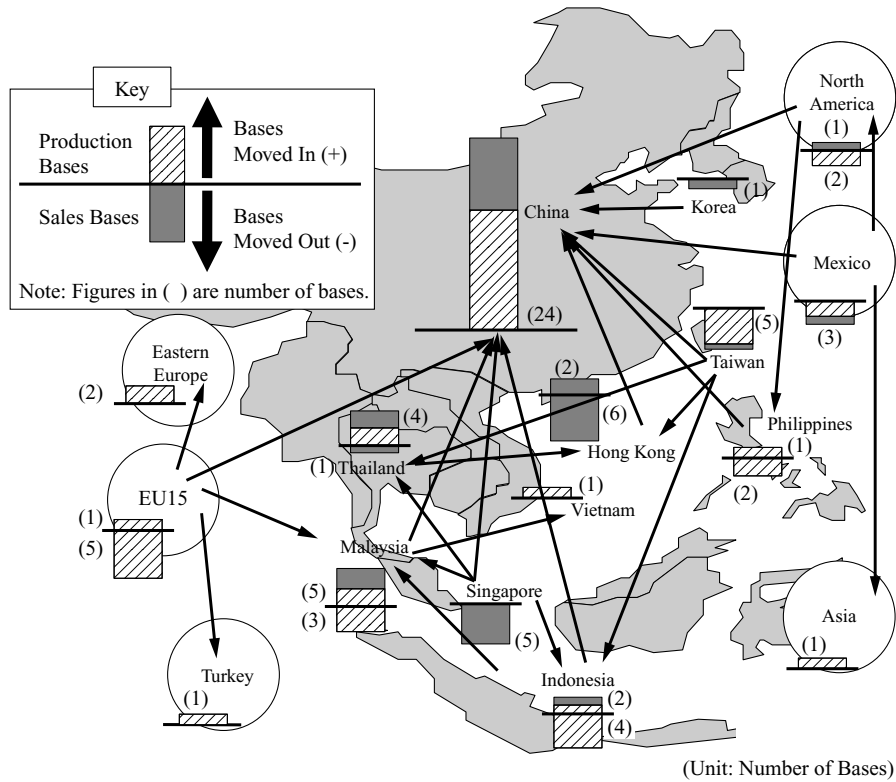 Key
Production
Bases
Bases
Moved In (+)
Sales Bases
Bases
Moved Out (-)
Note: Figures in ( ) are number of bases.
North
America
(1)
(2)
China
(1)
Korea
Mexico
(3)
(24)
(5)
Taiwan
Eastern
Europe
(2)
(2)
(6)
Hong Kong
(4)
(1)
Thailand
Philippines
(1)
(2)
EU15
(1)
(5)
(1)
Vietnam
Malaysia
(5)
(3)
Singapore
(5)
Asia
(1)
Turkey
(1)
Indonesia
(2)
(4)
(Unit: Number of Bases)